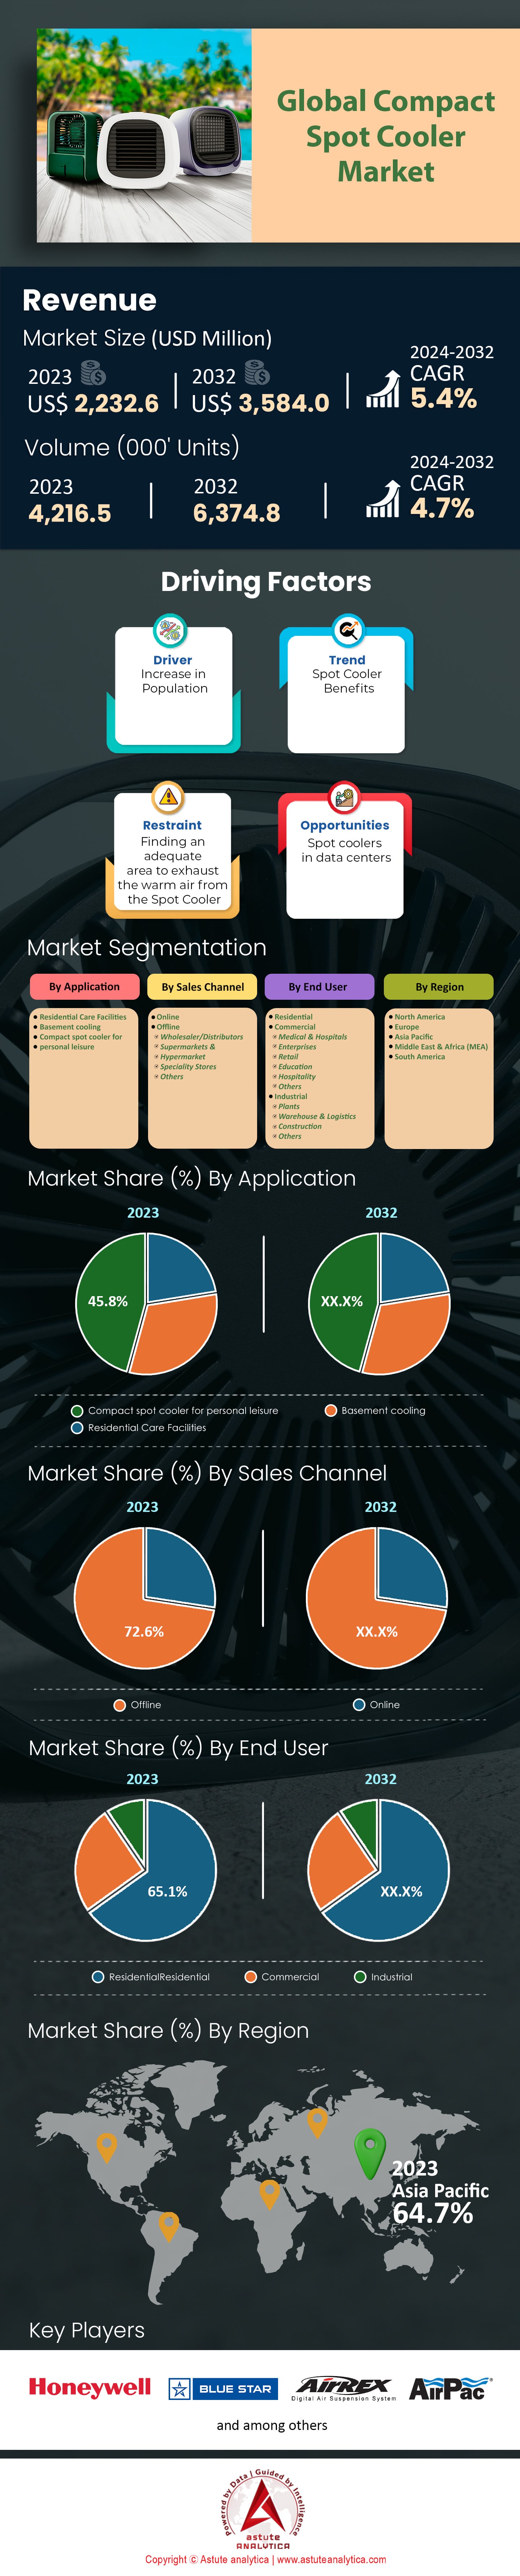 Global Compact
Spot Cooler
Market
Revenue
Market Size (USD Million)
2023
US$ 2,232.6
2032
US$ 3,584.0
2024-2032
CAGR
5.4%
Volume (000' Units)
2023
4,216.5
2032
6,374.8
2024-2032
CAGR
4.7%
Driving Factors
Driver
Increase in
Population
Trend
Spot Cooler
Benefits
Restraint
Finding an
adequate
area to exhaust
the warm air from
the Spot Cooler
Opportunities
Spot coolers
in data centers
Market Segmentation
By Application
Residential Care Facilities
Basement cooling
Compact spot cooler for
personal leisure
By Sales Channel
Online
Offline
Wholesaler/Distributors
Supermarkets &
Hypermarket
Speciality Stores
Others
By End User
Residential
Commercial
Medical & Hospitals
Enterprises
Retail
Education
Hospitality
Others
Industrial
Plants
Warehouse & Logistics
Construction
Others
By Region
North America
Europe
Asia Pacific
Middle East & Africa (MEA)
South America
Market Share (%) By Application
2023
2032
45.8%
XX.X%
Compact spot cooler for personal leisure
Basement cooling
Residential Care Facilities
Market Share (%) By Sales Channel
2023
2032
72.6%
XX.X%
Offline
Online
Market Share (%) By End User
2023
2032
65.1%
XX.X%
ResidentialResidential
Commercial
Industrial
Market Share (%) By Region
2023
Asia Pacific
64.7%
Key Players
Honeywell
BLUE STAR
AiRREX
Digital Air Suspension System
AirPac
and among others
Powered by Data | Guided by Intelligence
astute
ANALYTICA
Copyright © Astute analytica | www.astuteanalytica.com